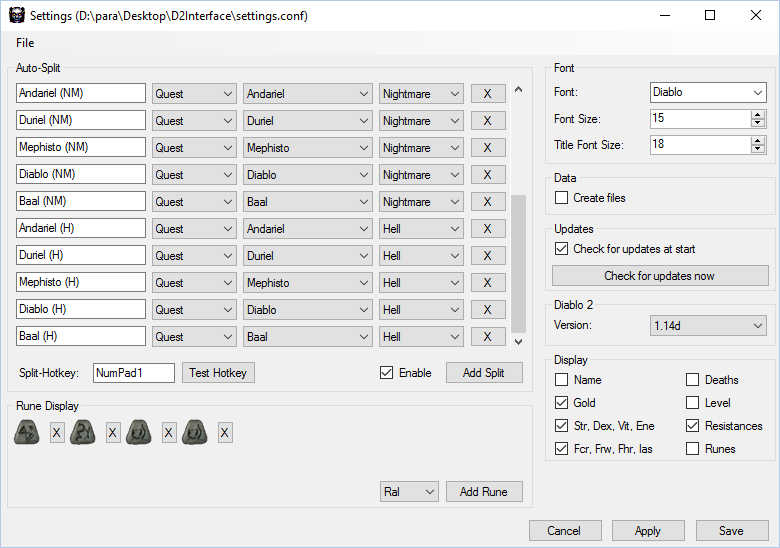 Settings (D:\para\Desktop\D2Interface\settings.conf)
File
Auto-Split
Andariel (NM) Quest Andariel Nightmare X
Duriel (NM) Quest Duriel Nightmare X
Mephisto (NM) Quest Mephisto Nightmare X
Diablo (NM) Quest Diablo Nightmare X
Baal (NM) Quest Baal Nightmare X
Andariel (H) Quest Andariel Hell X
Duriel (H) Quest Duriel Hell X
Mephisto (H) Quest Mephisto Hell X
Diablo (H) Quest Diablo Hell X
Baal (H) Quest Baal Hell X
Split-Hotkey: NumPad1 Test Hotkey Enable Add Split
Rune Display
X X X X
Ral Add Rune
Font
Font: Diablo
Font Size: 15
Title Font Size: 18
Data
Create files
Updates
Check for updates at start
Check for updates now
Diablo 2
Version: 1.14d
Display
Name Deaths
Gold Level
Str, Dex, Vit, Ene Resistances
Fcr, Frw, Fhr, Ias Runes
Cancel Apply Save